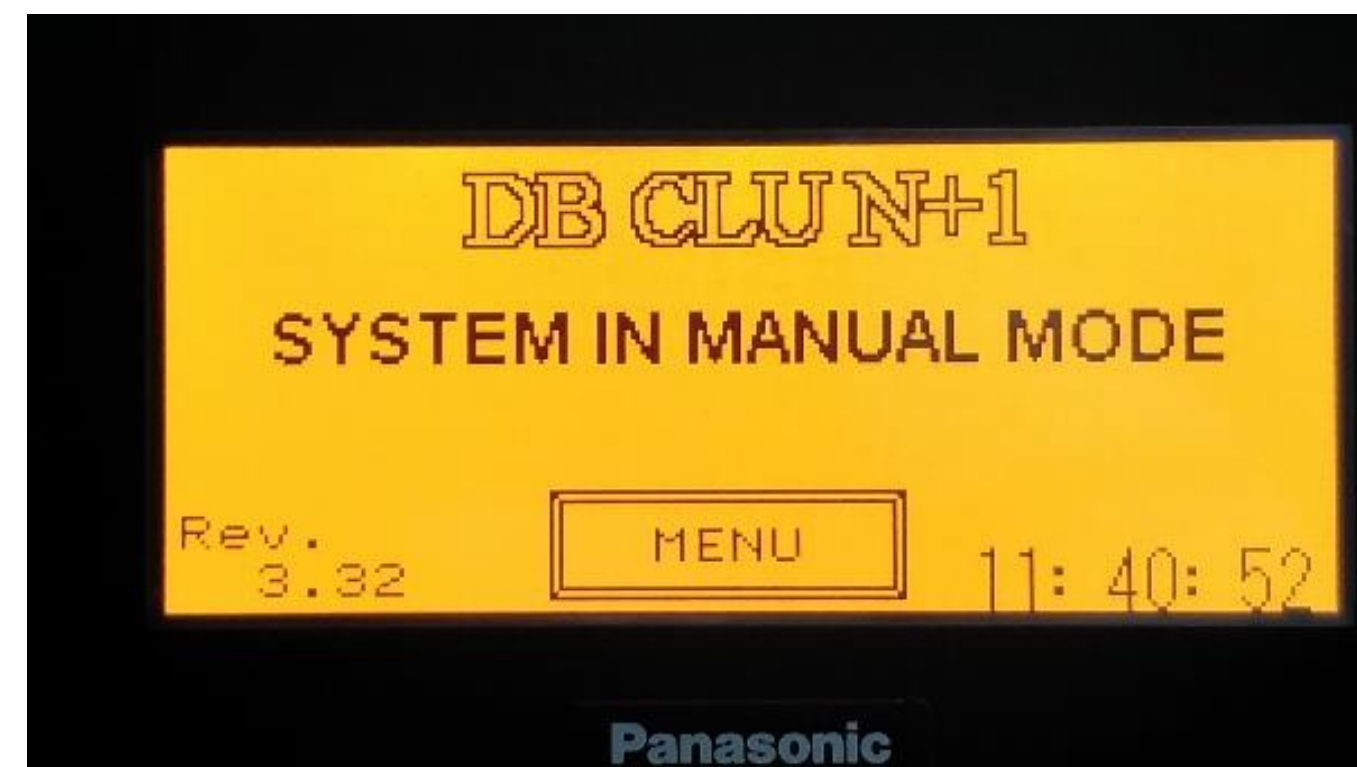 DB CLU N+1
SYSTEM IN MANUAL MODE
Rev.
3.32
MENU
11: 40: 52
Panasonic